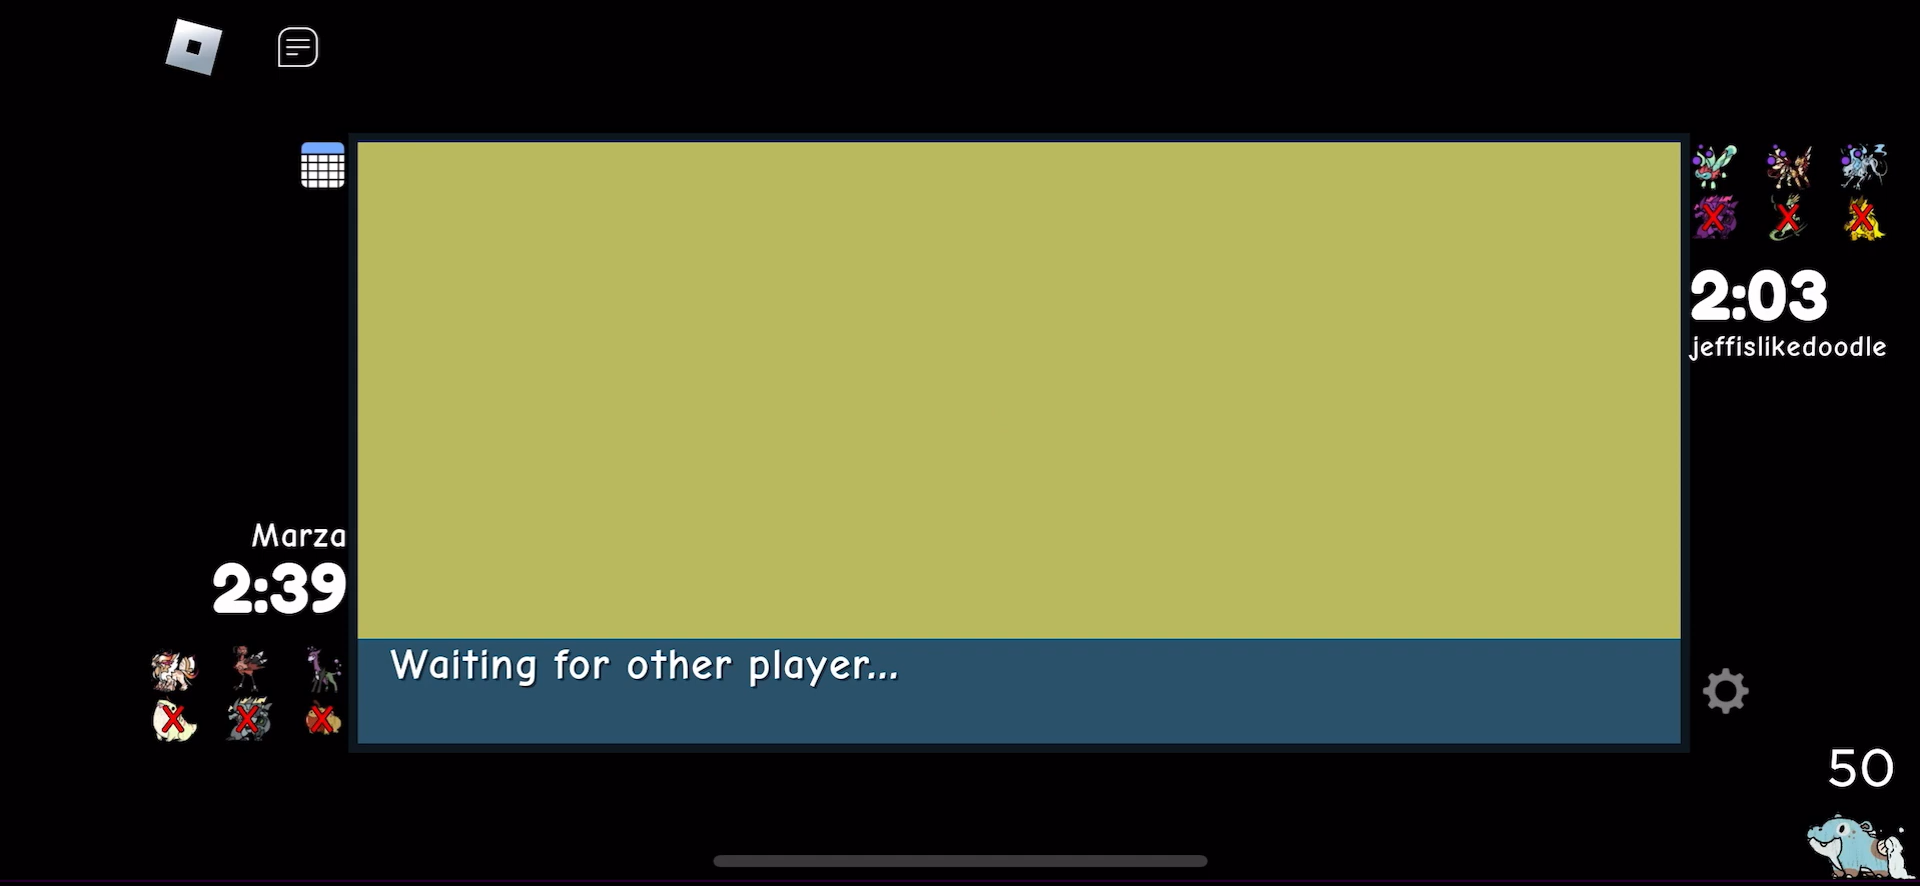 2:03
jeffislikedoodle
Marza
2:39
Waiting for other player...
50